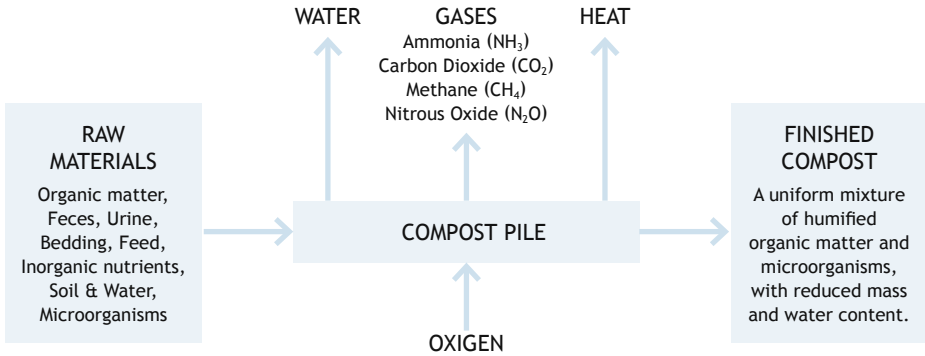 WATER
GASES
Ammonia (NH₃)
Carbon Dioxide (CO₂)
Methane (CH₄)
Nitrous Oxide (N₂O)
HEAT
RAW
MATERIALS
Organic matter,
Feces, Urine,
Bedding, Feed,
Inorganic nutrients,
Soil & Water,
Microorganisms
COMPOST PILE
OXIGEN
FINISHED
COMPOST
A uniform mixture
of humified
organic matter and
microorganisms,
with reduced mass
and water content.